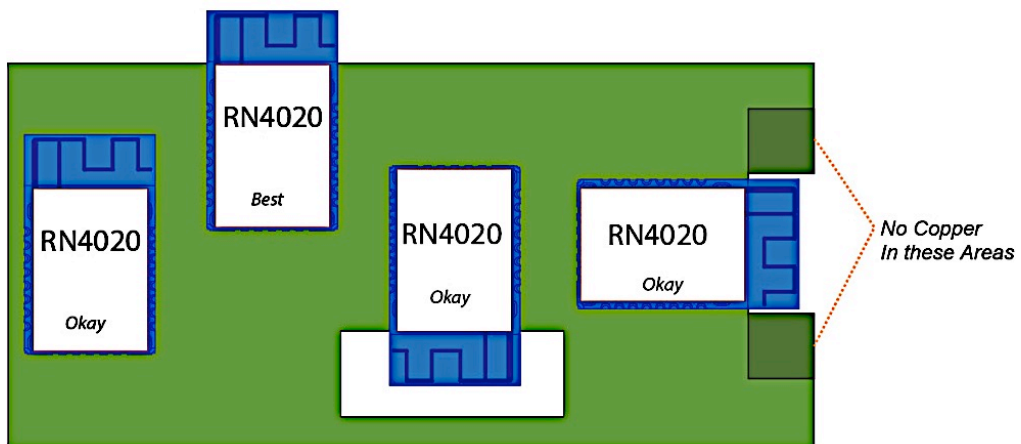 RN4020
Best
RN4020
Okay
RN4020
Okay
RN4020
Okay
No Copper
In these Areas